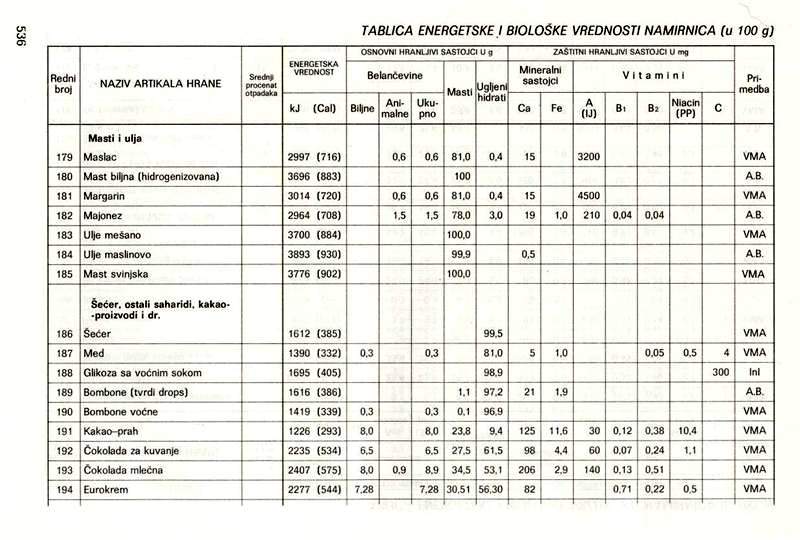 536
TABLICA ENERGETSKE I BIOLOŠKE VREDNOSTI NAMIRNICA (u 100 g)
Redni broj
NAZIV ARTIKALA HRANE
Srednji procenat otpadaka
ENERGETSKA VREDNOST
OSNOVNI HRANLJIVI SASTOJCI U g
ZAŠTITNI HRANLJIVI SASTOJCI U mg
Primedba
Belančevine
Masti
Ugljeni hidrati
Mineralni sastojci
Vitamini
kJ (Cal) Biljne Animalne Ukupno Ca Fe A (IJ) B1 B2 Niacin (PP) C
Masti i ulja
179 Maslac 2997 (716) 0,6 0,6 81,0 0,4 15 3200 VMA
180 Mast biljna (hidrogenizovana) 3696 (883) 100 A.B.
181 Margarin 3014 (720) 0,6 0,6 81,0 0,4 15 4500 VMA
182 Majonez 2964 (708) 1,5 1,5 78,0 3,0 19 1,0 210 0,04 0,04 A.B.
183 Ulje mešano 3700 (884) 100,0 VMA
184 Ulje maslinovo 3893 (930) 99,9 0,5 A.B.
185 Mast svinjska 3776 (902) 100,0 VMA
Šećer, ostali saharidi, kakao-
-proizvodi i dr.
186 Šećer 1612 (385) 99,5 VMA
187 Med 1390 (332) 0,3 0,3 81,0 5 1,0 0,05 0,5 4 VMA
188 Glikoza sa voćnim sokom 1695 (405) 98,9 300 Inl
189 Bombone (tvrdi drops) 1616 (386) 1,1 97,2 21 1,9 A.B.
190 Bombone voćne 1419 (339) 0,3 0,3 0,1 96,9 VMA
191 Kakao-prah 1226 (293) 8,0 8,0 23,8 9,4 125 11,6 30 0,12 0,38 10,4 VMA
192 Čokolada za kuvanje 2235 (534) 6,5 6,5 27,5 61,5 98 4,4 60 0,07 0,24 1,1 VMA
193 Čokolada mlečna 2407 (575) 8,0 0,9 8,9 34,5 53,1 206 2,9 140 0,13 0,51 VMA
194 Eurokrem 2277 (544) 7,28 7,28 30,51 56,30 82 0,71 0,22 0,5 VMA